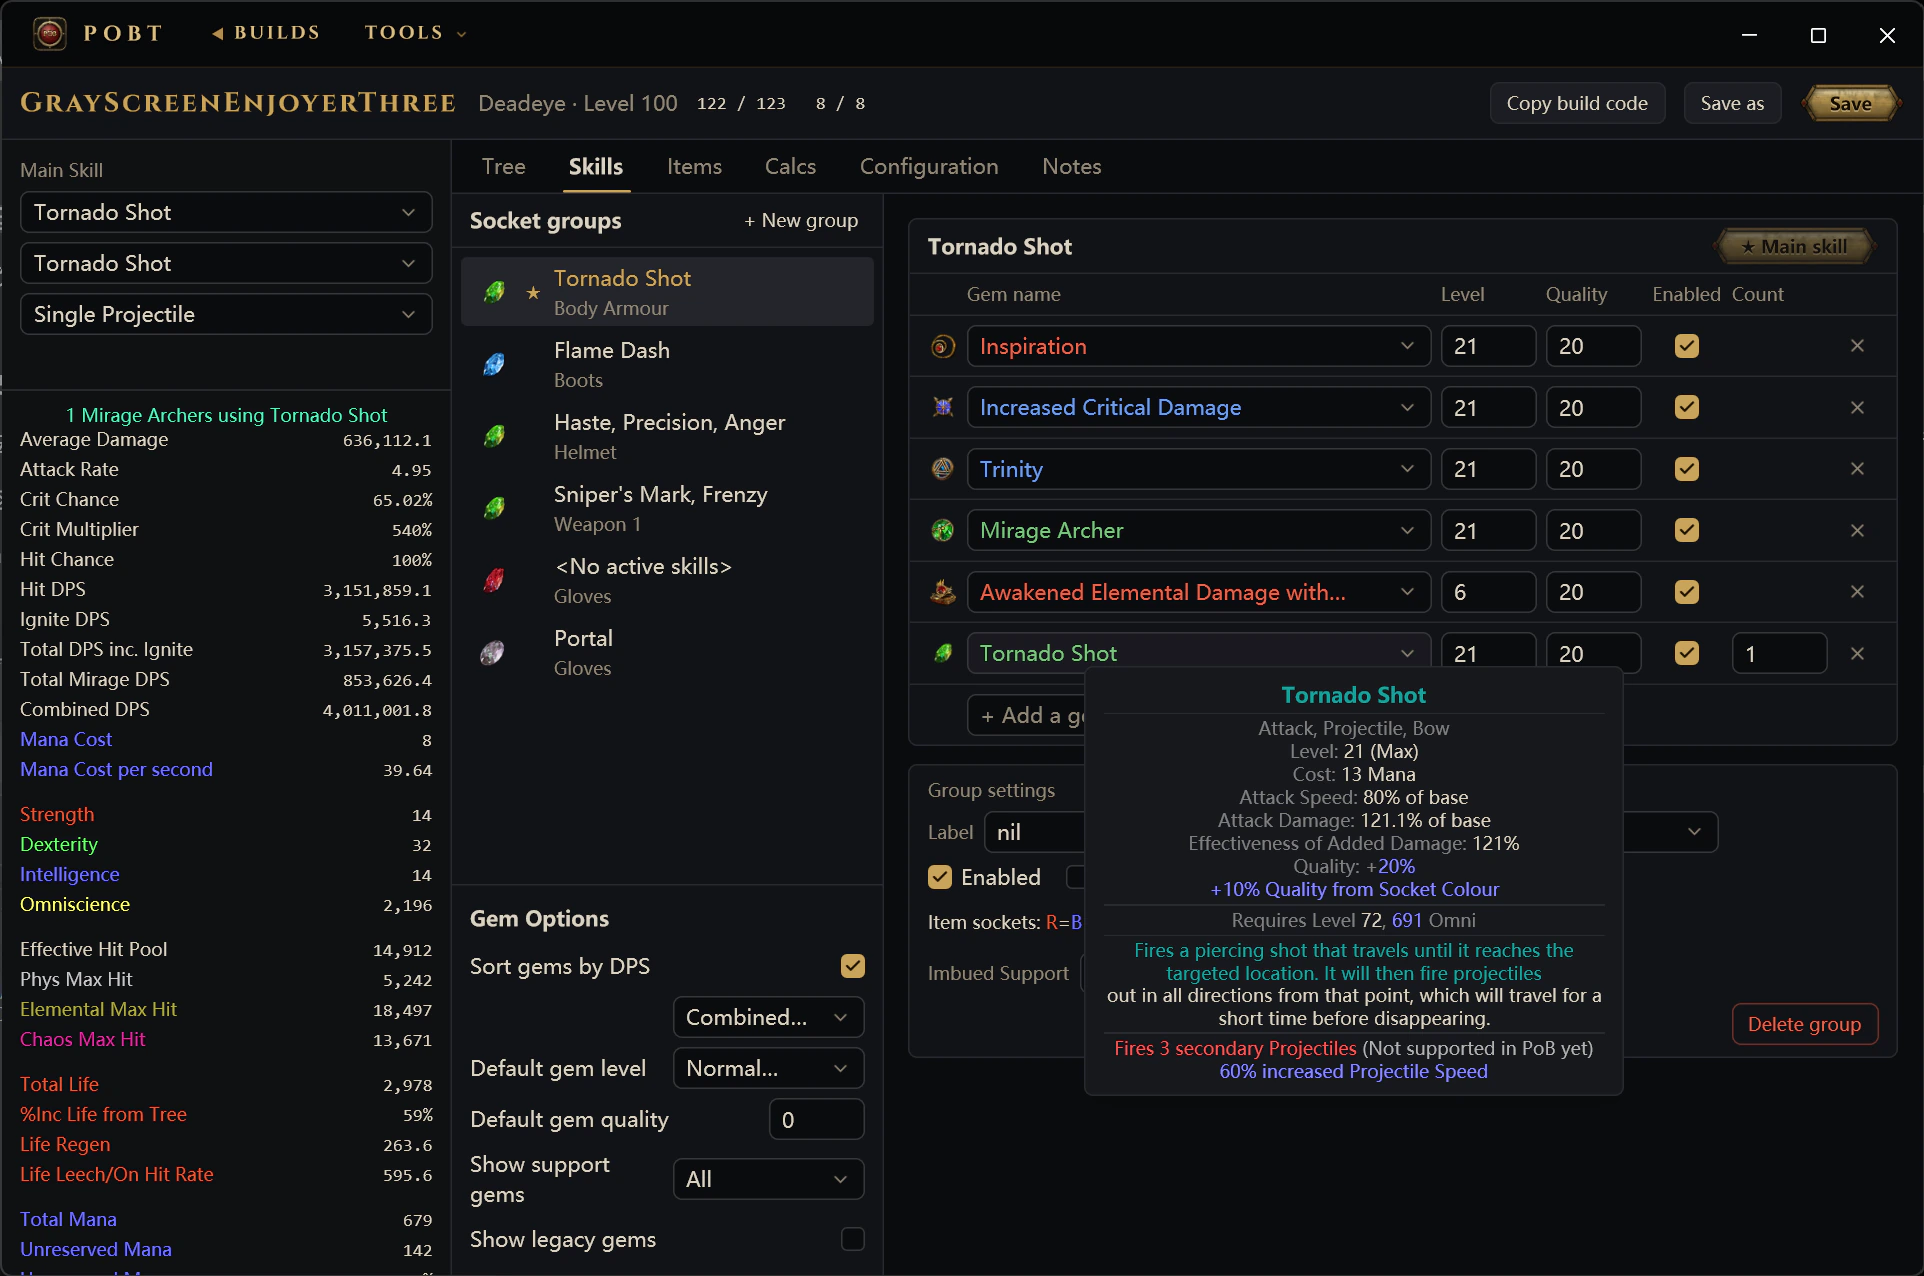 POBT
BUILDS
TOOLS
GrayScreenEnjoyerThree
Deadeye · Level 100
122 / 123
8 / 8
Copy build code
Save as
Save
Main Skill
Tornado Shot
Tornado Shot
Single Projectile
1 Mirage Archers using Tornado Shot
Average Damage 636,112.1
Attack Rate 4.95
Crit Chance 65.02%
Crit Multiplier 540%
Hit Chance 100%
Hit DPS 3,151,859.1
Ignite DPS 5,516.3
Total DPS inc. Ignite 3,157,375.5
Total Mirage DPS 853,626.4
Combined DPS 4,011,001.8
Mana Cost 8
Mana Cost per second 39.64
Strength 14
Dexterity 32
Intelligence 14
Omniscience 2,196
Effective Hit Pool 14,912
Phys Max Hit 5,242
Elemental Max Hit 18,497
Chaos Max Hit 13,671
Total Life 2,978
%Inc Life from Tree 59%
Life Regen 263.6
Life Leech/On Hit Rate 595.6
Total Mana 679
Unreserved Mana 142
Tree
Skills
Items
Calcs
Configuration
Notes
Socket groups
+ New group
Tornado Shot
Body Armour
Flame Dash
Boots
Haste, Precision, Anger
Helmet
Sniper's Mark, Frenzy
Weapon 1
<No active skills>
Gloves
Portal
Gloves
Gem Options
Sort gems by DPS
Combined...
Default gem level Normal...
Default gem quality 0
Show support
gems
All
Show legacy gems
Tornado Shot
★ Main skill
Gem name Level Quality Enabled Count
Inspiration 21 20
Increased Critical Damage 21 20
Trinity 21 20
Mirage Archer 21 20
Awakened Elemental Damage with... 6 20
Tornado Shot 21 20 1
+ Add a ge
Group settings
Label nil
Enabled
Item sockets: R=B
Imbued Support
Delete group
Tornado Shot
Attack, Projectile, Bow
Level: 21 (Max)
Cost: 13 Mana
Attack Speed: 80% of base
Attack Damage: 121.1% of base
Effectiveness of Added Damage: 121%
Quality: +20%
+10% Quality from Socket Colour
Requires Level 72, 691 Omni
Fires a piercing shot that travels until it reaches the
targeted location. It will then fire projectiles
out in all directions from that point, which will travel for a
short time before disappearing.
Fires 3 secondary Projectiles (Not supported in PoB yet)
60% increased Projectile Speed